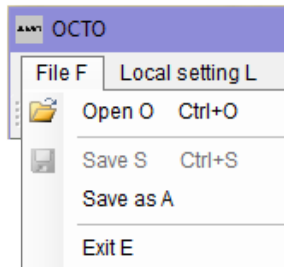 OCTO
File F Local setting L
Open O Ctrl+O
Save S Ctrl+S
Save as A
Exit E